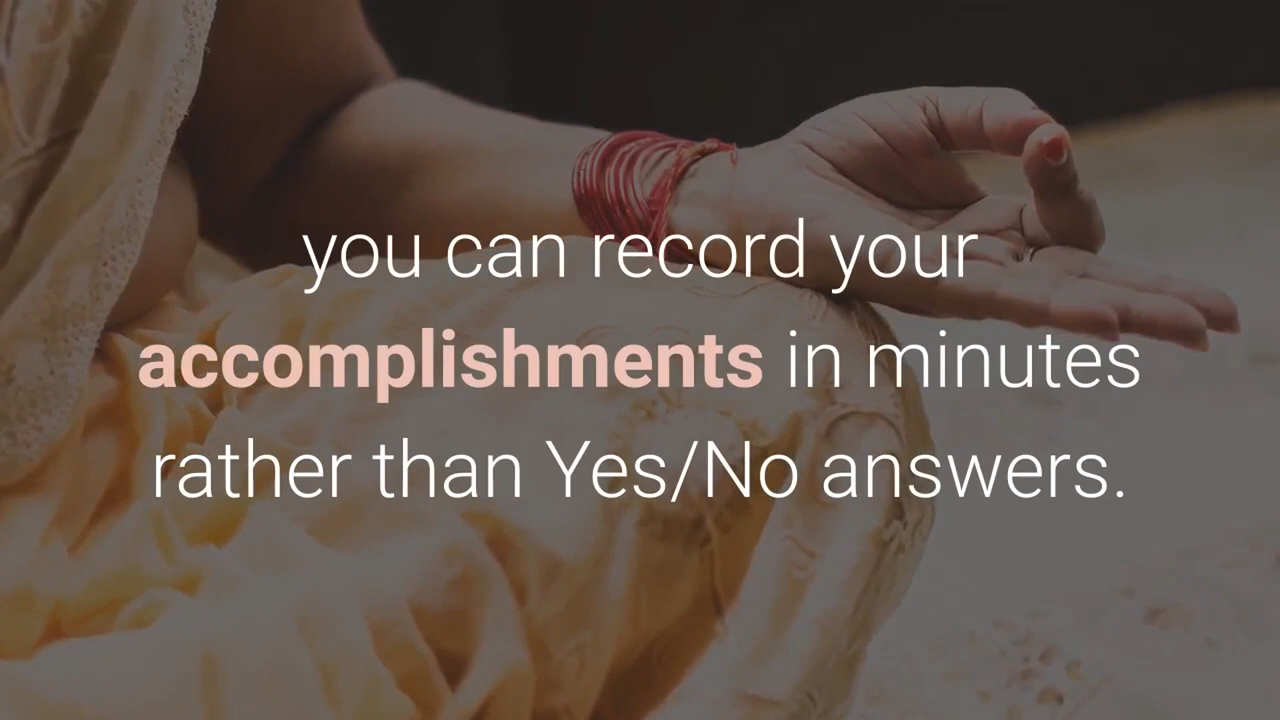 you can record your
accomplishments in minutes
rather than Yes/No answers.